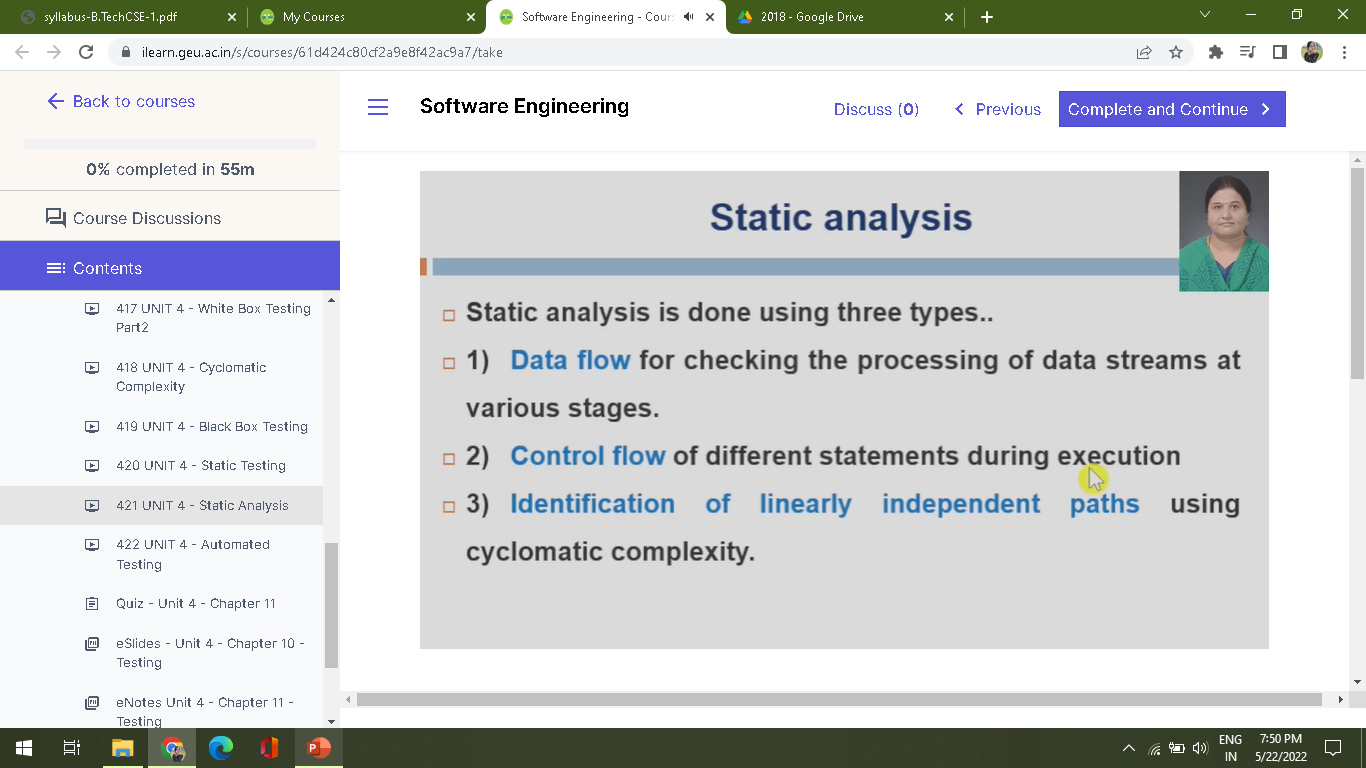 syllabus-B.TechCSE-1.pdf
My Courses
Software Engineering - Cours
2018 - Google Drive
ilearn.geu.ac.in/s/courses/61d424c80cf2a9e8f42ac9a7/take
Back to courses
0% completed in 55m
Course Discussions
Contents
417 UNIT 4 - White Box Testing
Part2
418 UNIT 4 - Cyclomatic
Complexity
419 UNIT 4 - Black Box Testing
420 UNIT 4 - Static Testing
421 UNIT 4 - Static Analysis
422 UNIT 4 - Automated
Testing
Quiz - Unit 4 - Chapter 11
eSlides - Unit 4 - Chapter 10 -
Testing
eNotes Unit 4 - Chapter 11 -
Testing
Software Engineering
Discuss (0)
Previous
Complete and Continue
Static analysis
Static analysis is done using three types..
1) Data flow for checking the processing of data streams at
various stages.
2) Control flow of different statements during execution
3) Identification of linearly independent paths using
cyclomatic complexity.
ENG
IN
7:50 PM
5/22/2022